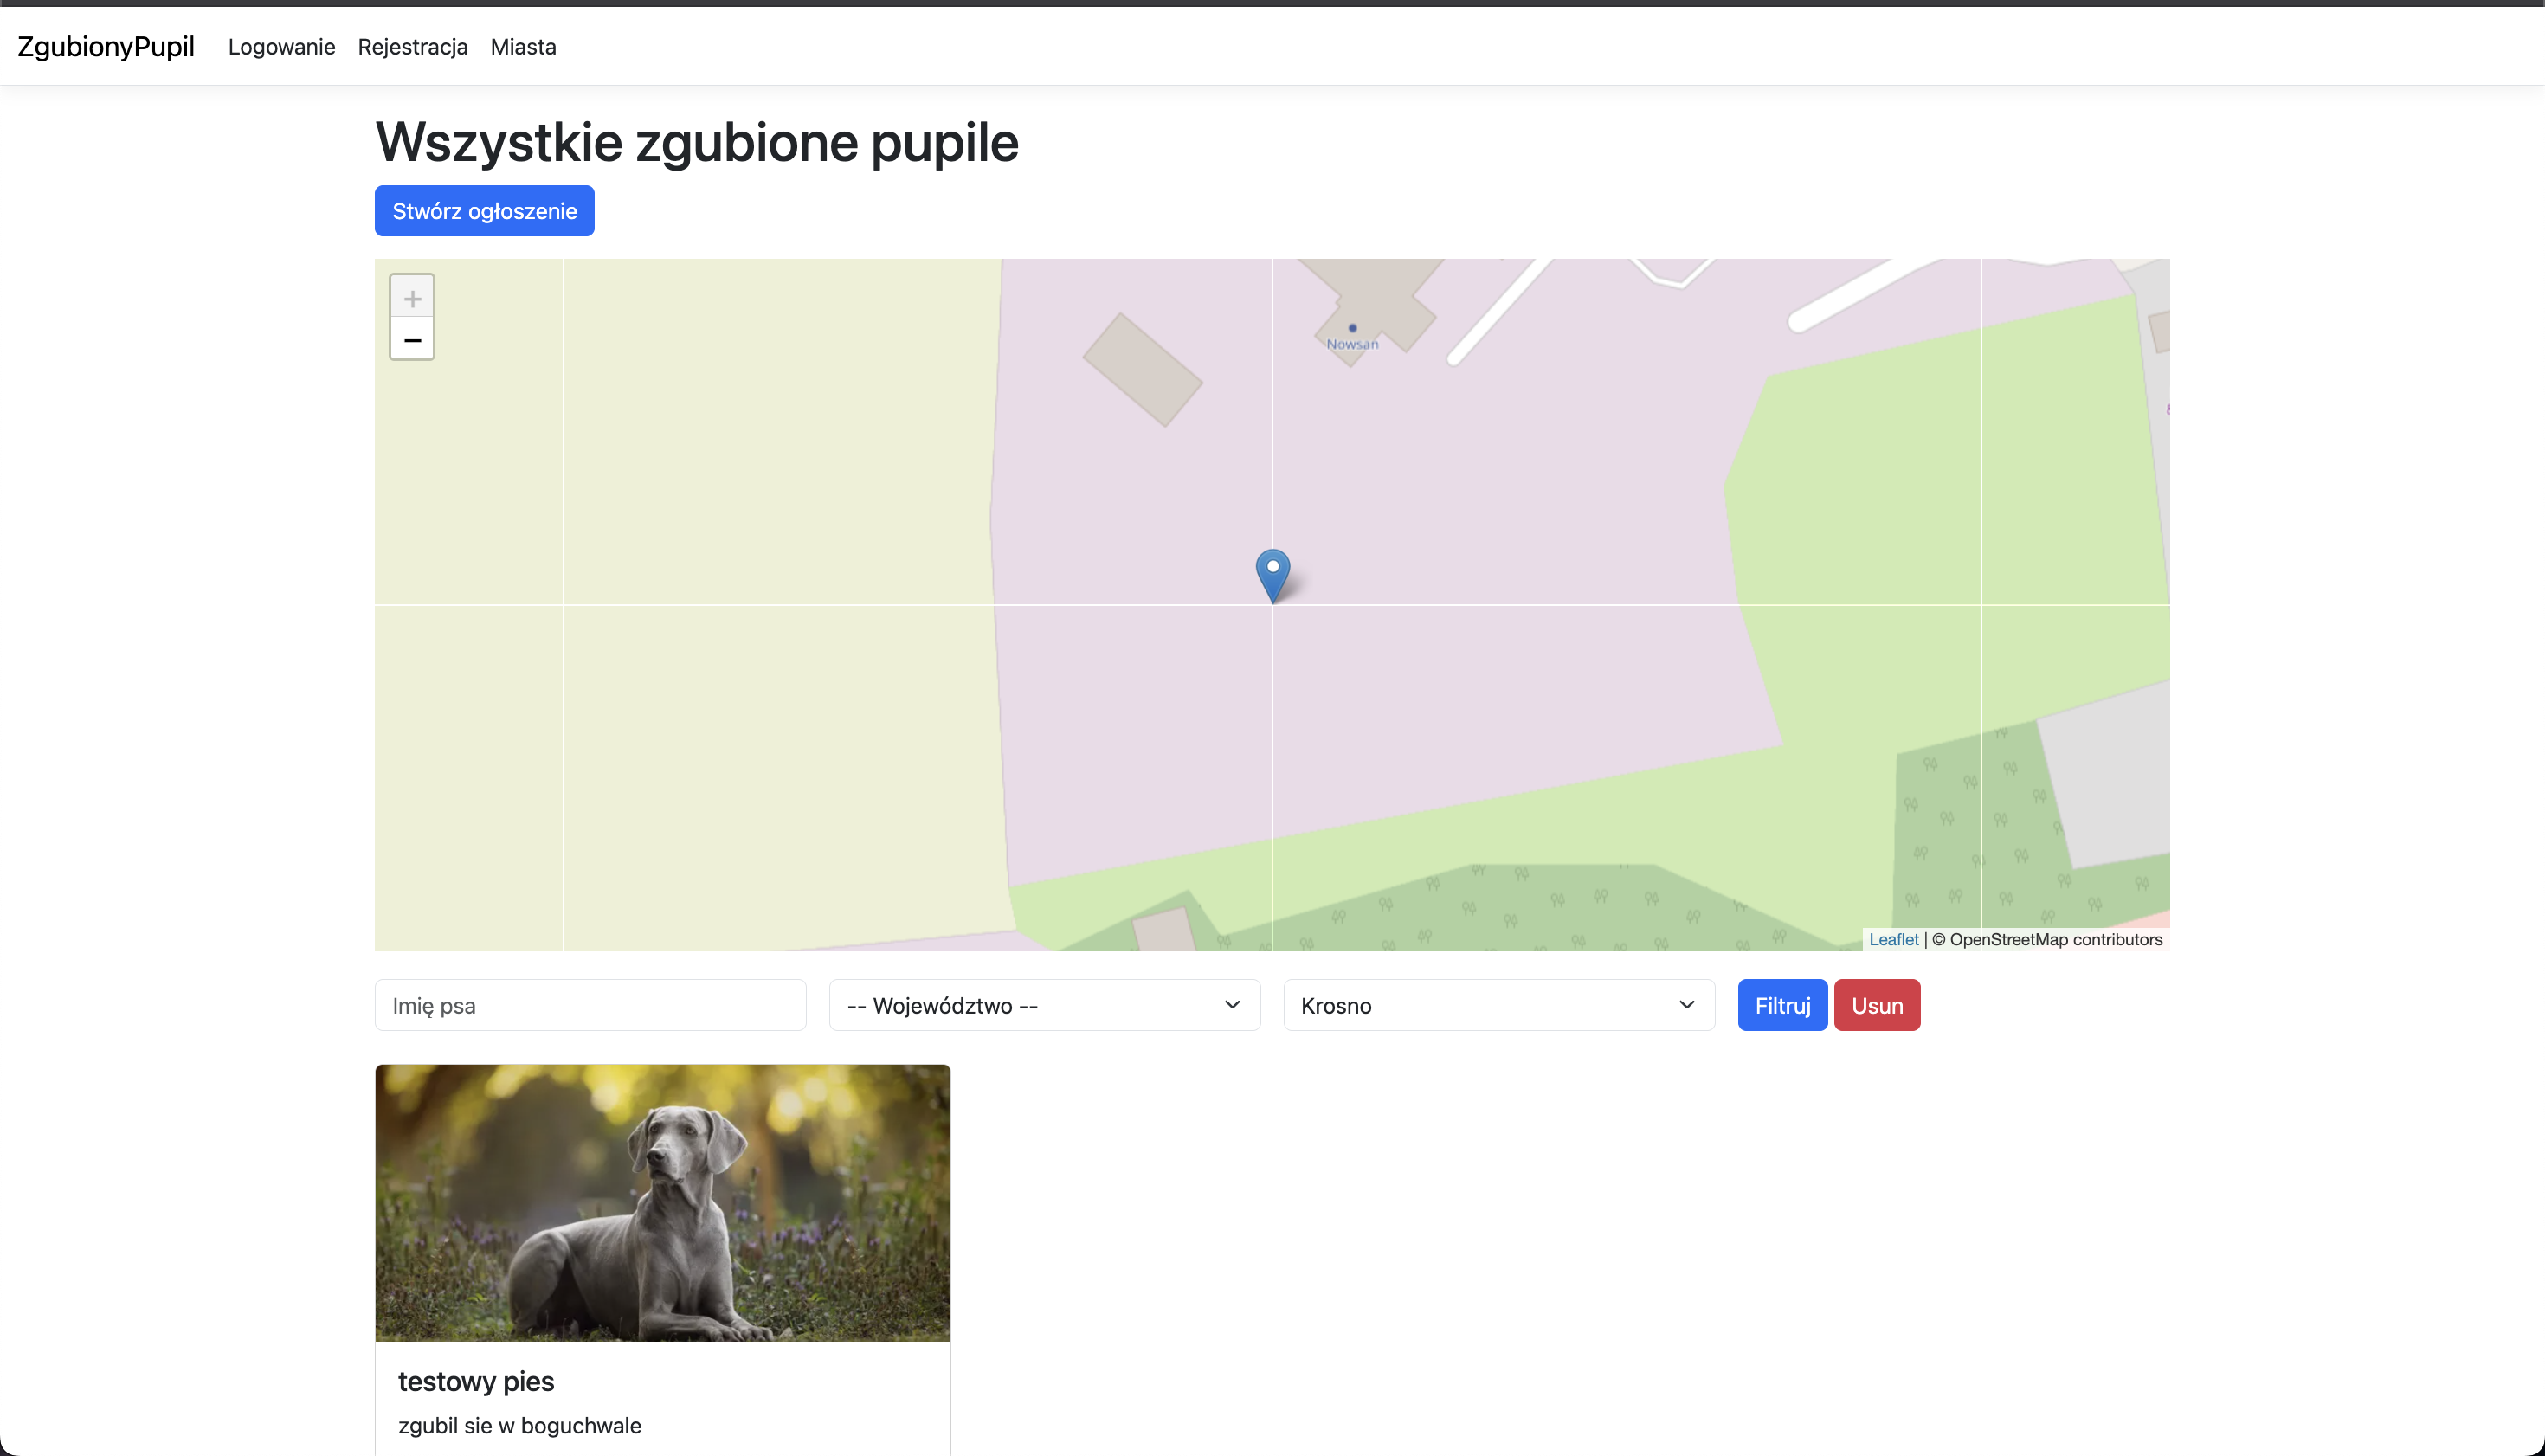 ZgubionyPupil Logowanie Rejestracja Miasta
Wszystkie zgubione pupile
Stwórz ogłoszenie
+
−
Nowsan
Leaflet | © OpenStreetMap contributors
Imię psa -- Województwo -- Krosno Filtruj Usun
testowy pies
zgubil sie w boguchwale